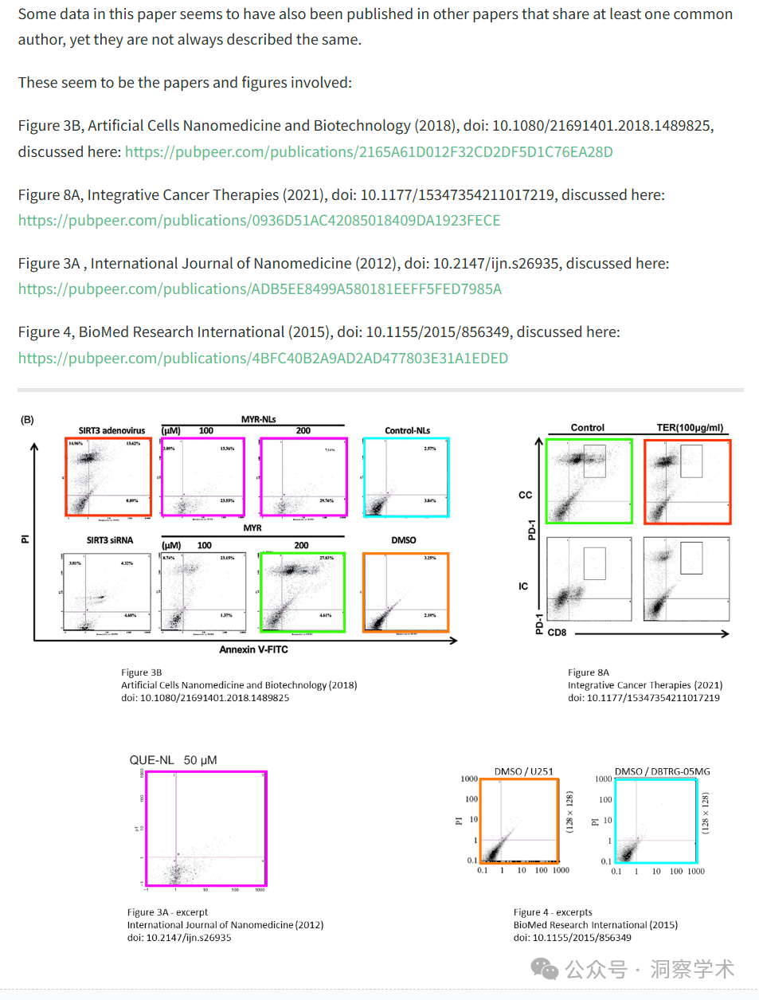 Some data in this paper seems to have also been published in other papers that share at least one common
author, yet they are not always described the same.
These seem to be the papers and figures involved:
Figure 3B, Artificial Cells Nanomedicine and Biotechnology (2018), doi: 10.1080/21691401.2018.1489825,
discussed here: https://pubpeer.com/publications/2165A61D012F32CD2DF5D1C76EA28D
Figure 8A, Integrative Cancer Therapies (2021), doi: 10.1177/15347354211017219, discussed here:
https://pubpeer.com/publications/0936D51AC42085018409DA1923FECE
Figure 3A , International Journal of Nanomedicine (2012), doi: 10.2147/ijn.s26935, discussed here:
https://pubpeer.com/publications/ADB5EE8499A580181EEFF5FED7985A
Figure 4, BioMed Research International (2015), doi: 10.1155/2015/856349, discussed here:
https://pubpeer.com/publications/4BFC40B2A9AD2AD477803E31A1EDED
(B)
MYR-NLs
SIRT3 adenovirus (μM) 100 200 Control-NLs
14.96% 13.62% 3.09% 13.36% 7.11% 2.57%
0.89% 23.55% 29.76% 3.84%
MYR
SIRT3 siRNA (μM) 100 200 DMSO
3.01% 4.32% 8.74% 23.05% 27.83% 3.25%
4.68% 1.37% 4.61% 2.19%
PI
Annexin V-FITC
Figure 3B
Artificial Cells Nanomedicine and Biotechnology (2018)
doi: 10.1080/21691401.2018.1489825
Control TER(100μg/ml)
CC
PD-1
IC
PD-1
CD8
Figure 8A
Integrative Cancer Therapies (2021)
doi: 10.1177/15347354211017219
QUE-NL 50 μM
1000
100
10
1
10 100 1000
Figure 3A - excerpt
International Journal of Nanomedicine (2012)
doi: 10.2147/ijn.s26935
DMSO / U251
1000
100
PI 10
1
0.1
0.1 1 10 100 1000
(128 × 128)
DMSO / DBTRG-05MG
1000
100
PI 10
1
0.1
0.1 1 10 100 1000
(128 × 128)
Figure 4 - excerpts
BioMed Research International (2015)
doi: 10.1155/2015/856349
公众号 · 洞察学术